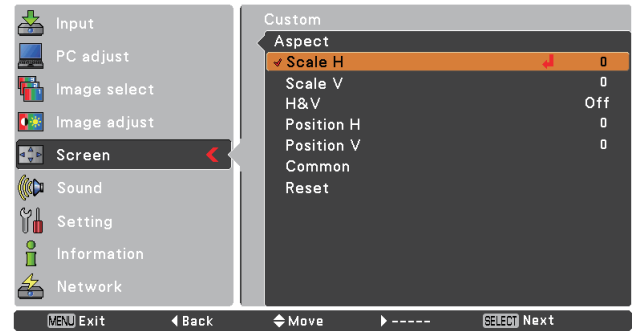 Input
PC adjust
Image select
Image adjust
Screen
Sound
Setting
Information
Network
Custom
Aspect
Scale H 0
Scale V 0
H&V Off
Position H 0
Position V 0
Common
Reset
MENU Exit Back Move ----- SELECT Next